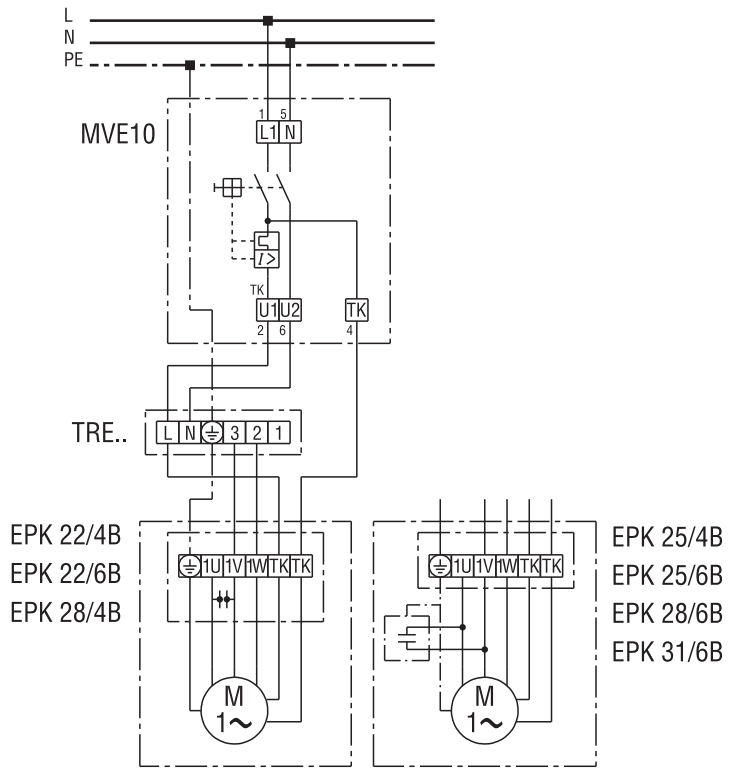 L
N
PE
MVE10
1 5
L1 N
I>
TK
U1 U2 TK
2 6 4
TRE..
L N 3 2 1
EPK 22/4B
EPK 22/6B
EPK 28/4B
1U 1V 1W TK TK
M
1~
EPK 25/4B
EPK 25/6B
EPK 28/6B
EPK 31/6B
1U 1V 1W TK TK
M
1~